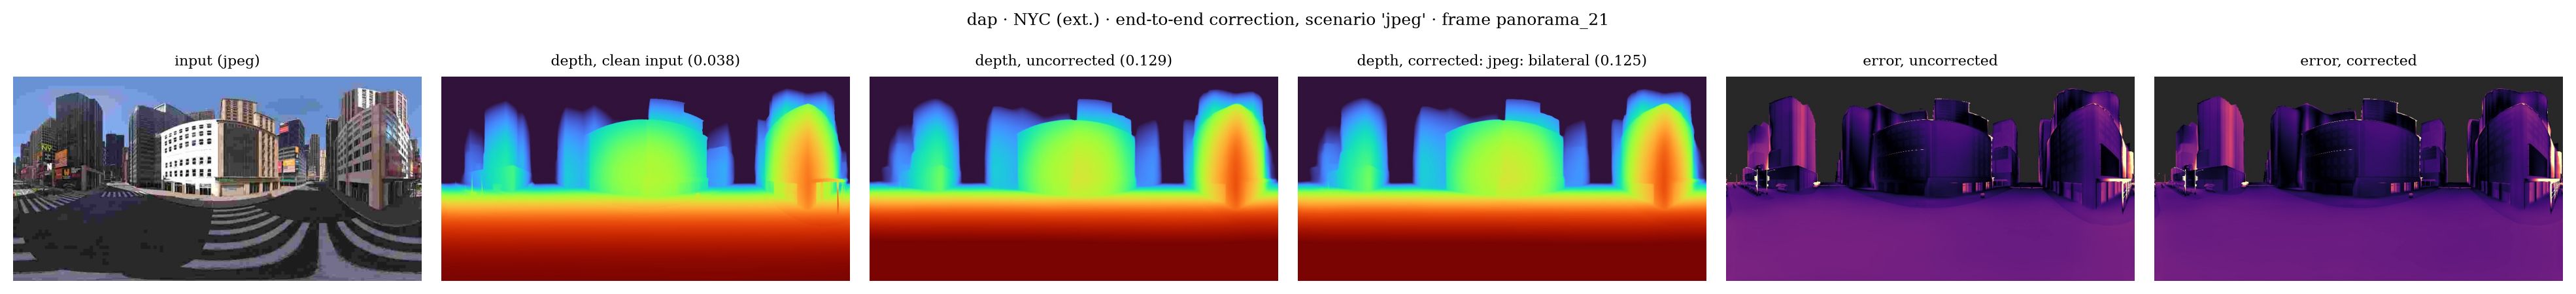 dap · NYC (ext.) · end-to-end correction, scenario 'jpeg' · frame panorama_21
input (jpeg)
depth, clean input (0.038)
depth, uncorrected (0.129)
depth, corrected: jpeg: bilateral (0.125)
error, uncorrected
error, corrected